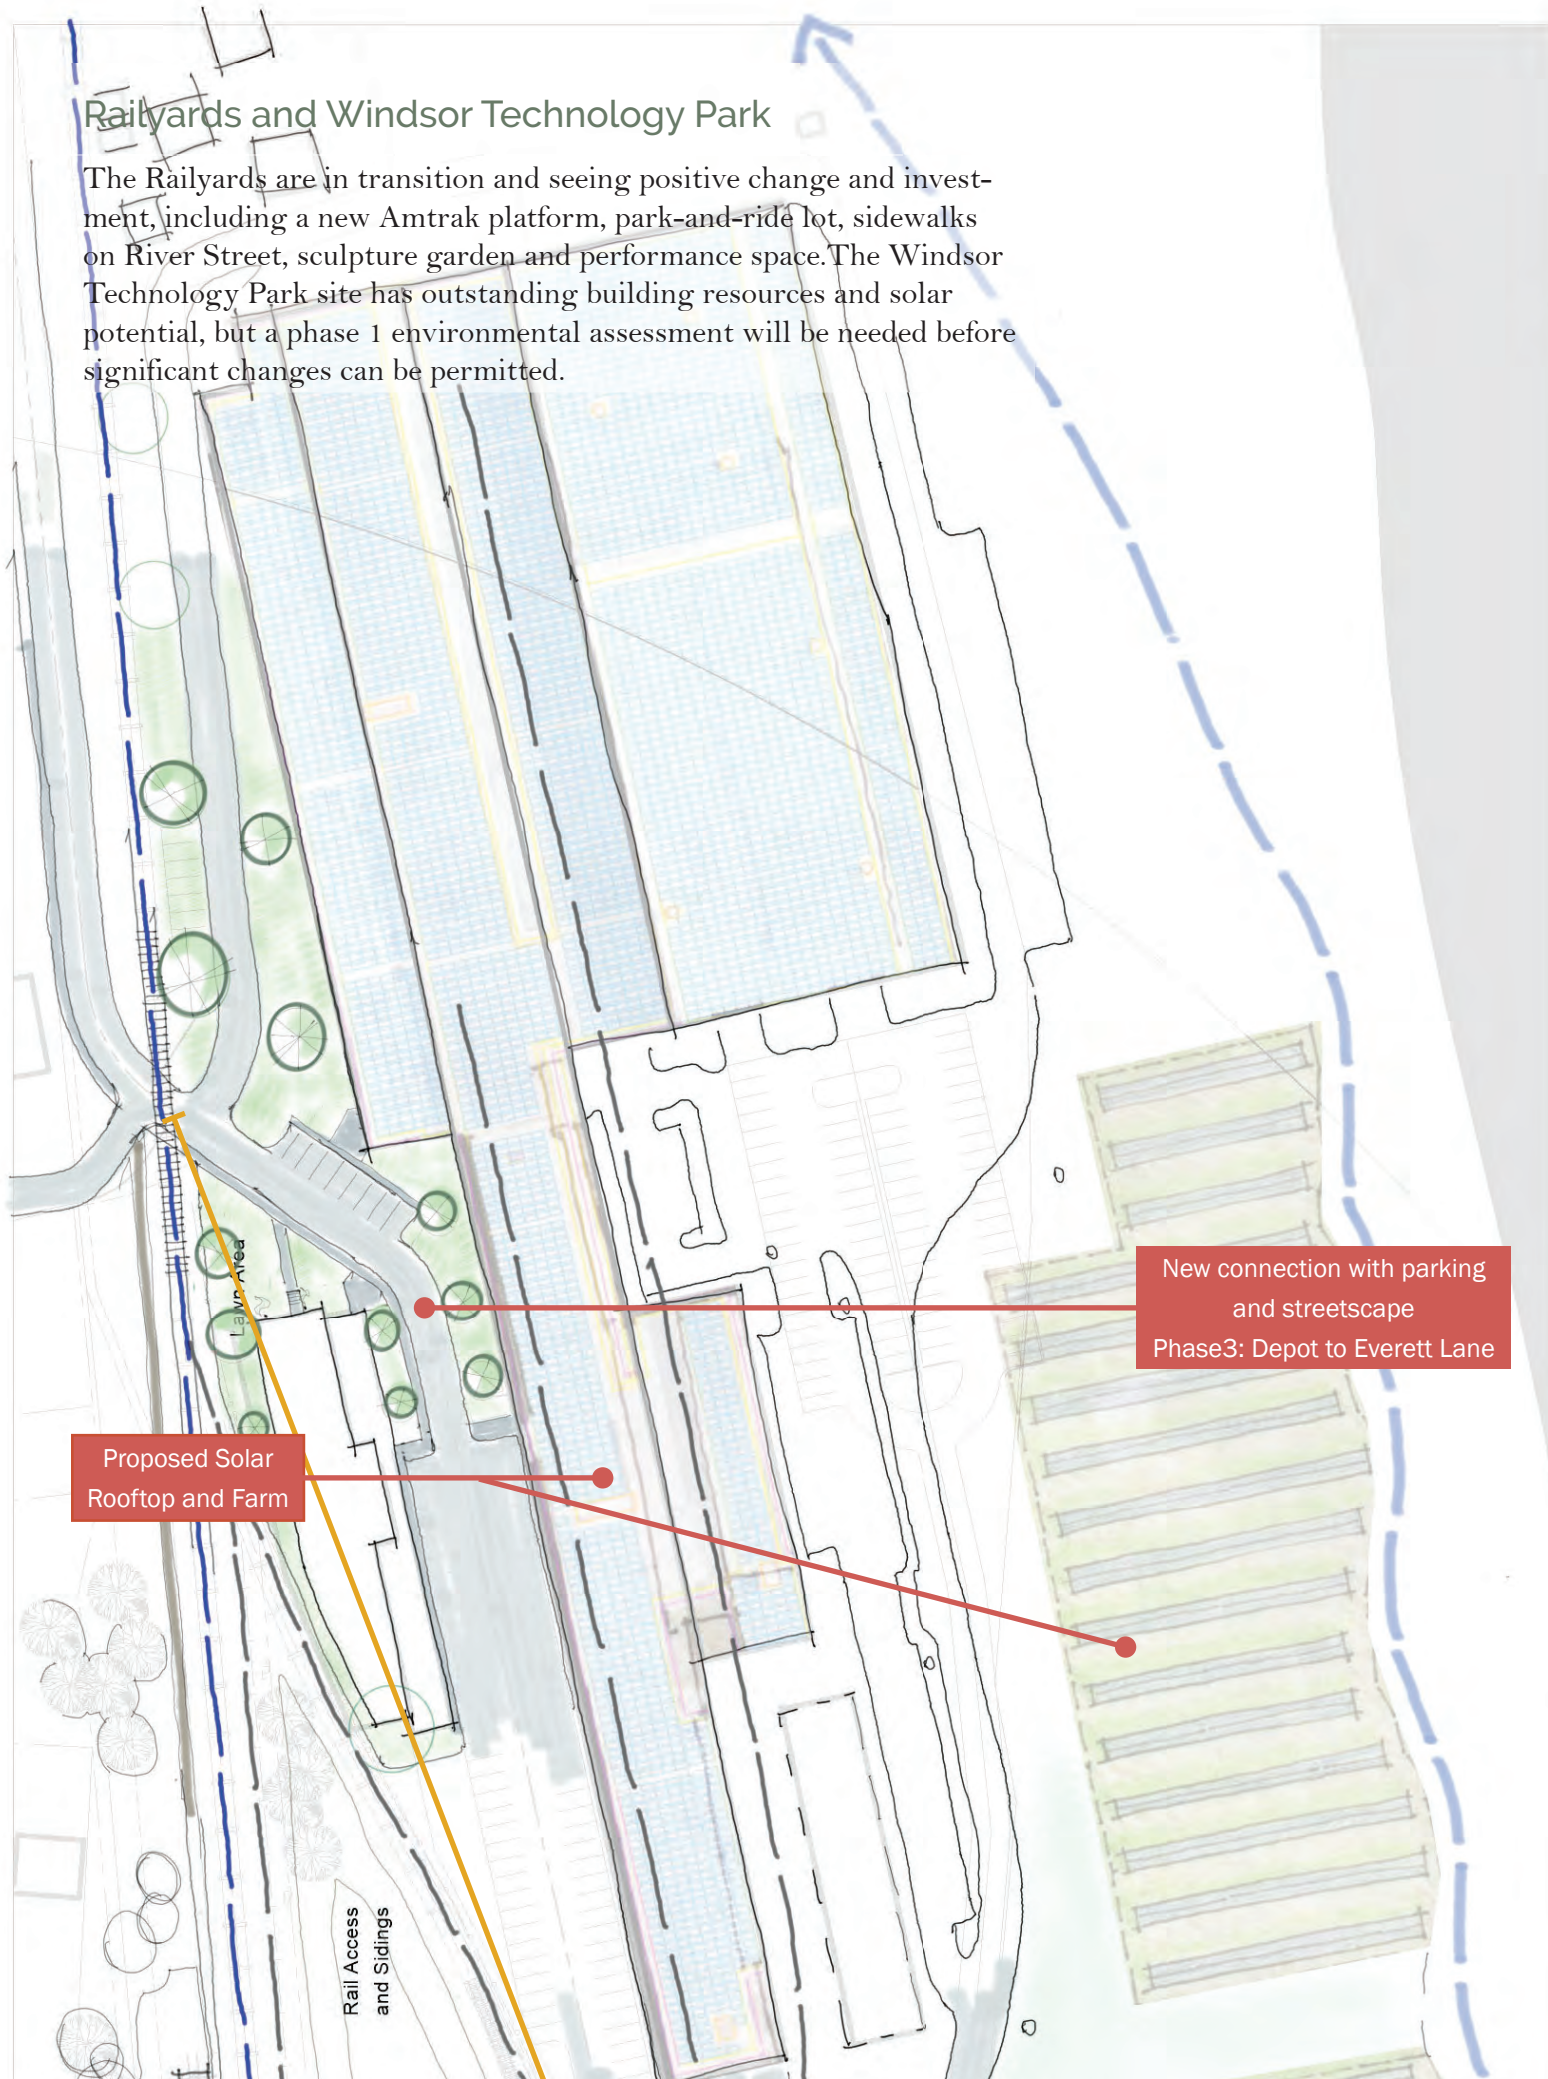 Railyards and Windsor Technology Park
The Railyards are in transition and seeing positive change and invest-
ment, including a new Amtrak platform, park-and-ride lot, sidewalks
on River Street, sculpture garden and performance space.The Windsor
Technology Park site has outstanding building resources and solar
potential, but a phase 1 environmental assessment will be needed before
significant changes can be permitted.
Lawn Area
New connection with parking
and streetscape
Phase3: Depot to Everett Lane
Proposed Solar
Rooftop and Farm
Rail Access
and Sidings